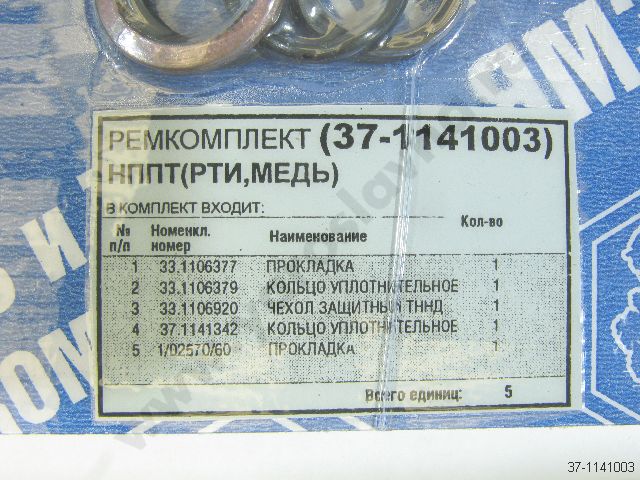 РЕМКОМПЛЕКТ (37-1141003)
НППТ(РТИ,МЕДЬ)
В КОМПЛЕКТ ВХОДИТ:
№ п/п Номенкл. номер Наименование Кол-во
1 33.1106377 ПРОКЛАДКА 1
2 33.1106379 КОЛЬЦО УПЛОТНИТЕЛЬНОЕ 1
3 33.1106920 ЧЕХОЛ ЗАЩИТНЫЙ ТННД 1
4 37.1141342 КОЛЬЦО УПЛОТНИТЕЛЬНОЕ 1
5 1/02570/60 ПРОКЛАДКА 1
Всего единиц: 5
37-1141003